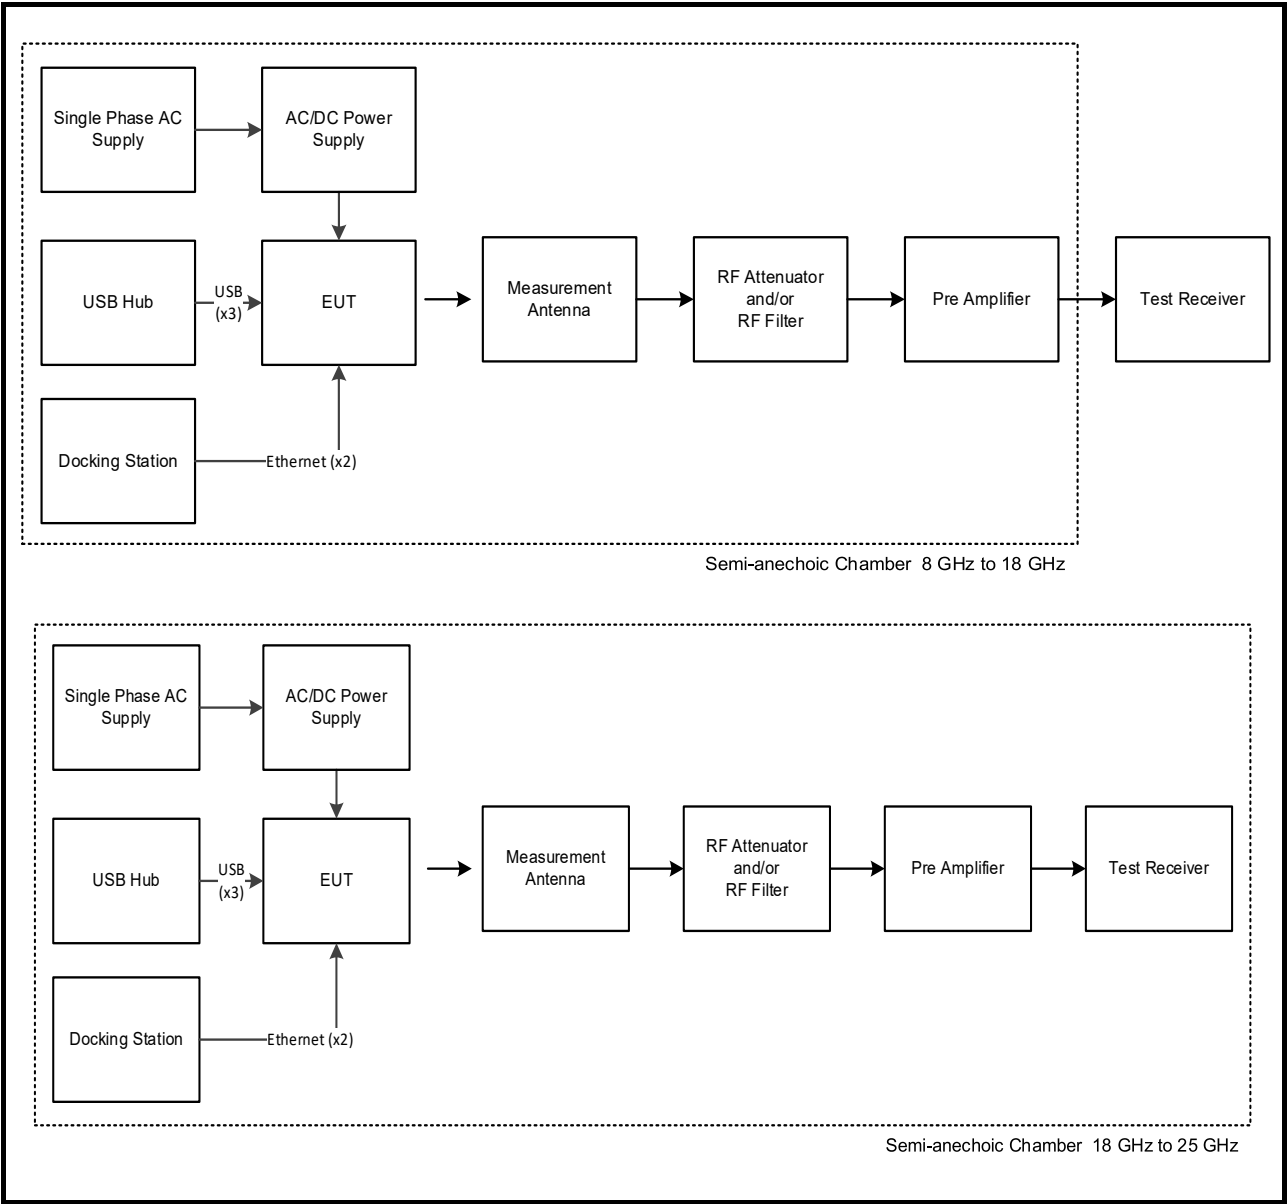 Single Phase AC
Supply
AC/DC Power
Supply
USB Hub
USB
(x3)
EUT
Measurement
Antenna
RF Attenuator
and/or
RF Filter
Pre Amplifier
Test Receiver
Docking Station
Ethernet (x2)
Semi-anechoic Chamber  8 GHz to 18 GHz
Single Phase AC
Supply
AC/DC Power
Supply
USB Hub
USB
(x3)
EUT
Measurement
Antenna
RF Attenuator
and/or
RF Filter
Pre Amplifier
Test Receiver
Docking Station
Ethernet (x2)
Semi-anechoic Chamber  18 GHz to 25 GHz